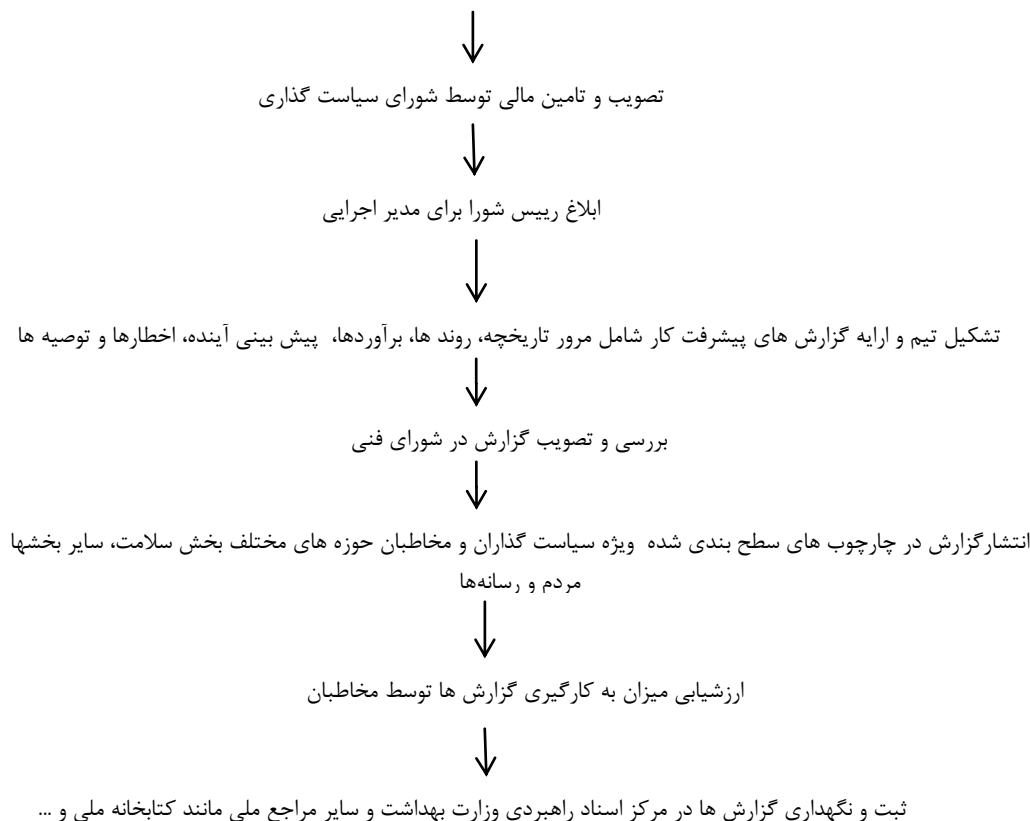 تصویب و تامین مالی توسط شورای سیاست گذاری
ابلاغ رییس شورا برای مدیر اجرایی
تشکیل تیم و ارایه گزارش های پیشرفت کار شامل مرور تاریخچه، روند ها، برآوردها، پیش بینی آینده، اخطارها و توصیه ها
بررسی و تصویب گزارش در شورای فنی
انتشارگزارش در چارچوب های سطح بندی شده ویژه سیاست گذاران و مخاطبان حوزه های مختلف بخش سلامت، سایر بخشها
مردم و رسانه‌ها
ارزشیابی میزان به کارگیری گزارش ها توسط مخاطبان
ثبت و نگهداری گزارش ها در مرکز اسناد راهبردی وزارت بهداشت و سایر مراجع ملی مانند کتابخانه ملی و ...